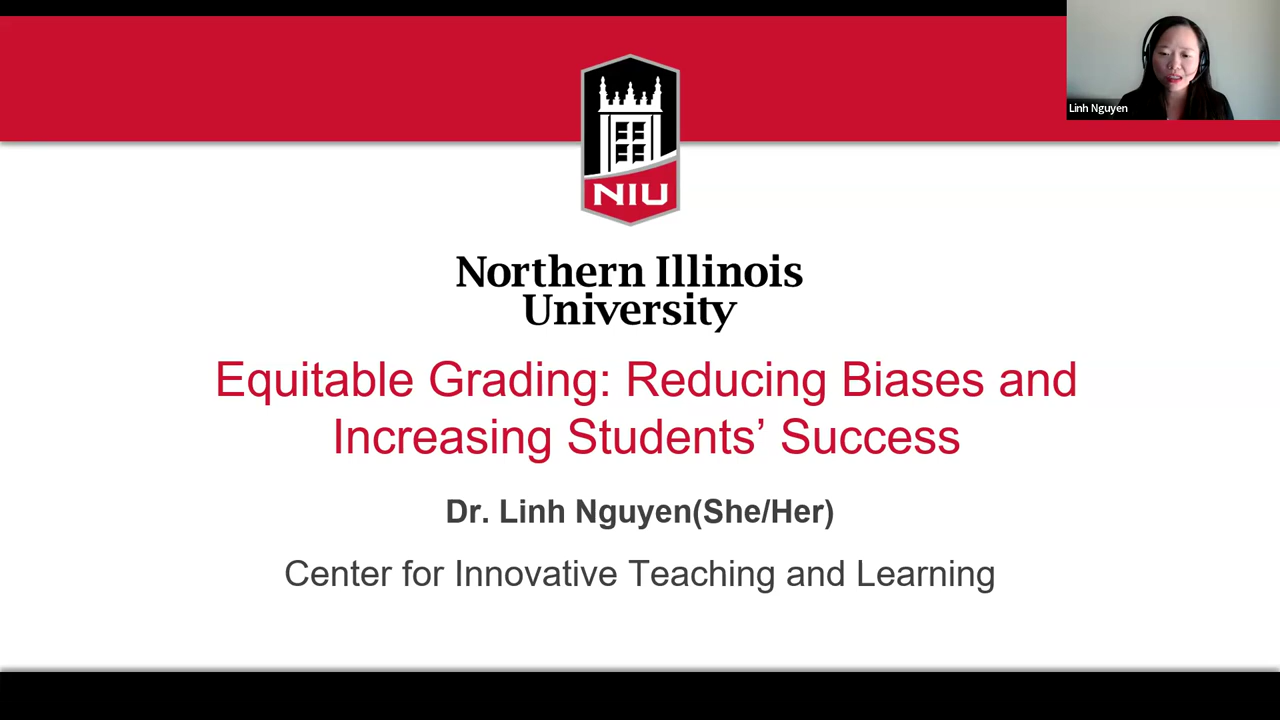 Linh Nguyen
NIU
Northern Illinois
University
Equitable Grading: Reducing Biases and
Increasing Students’ Success
Dr. Linh Nguyen(She/Her)
Center for Innovative Teaching and Learning